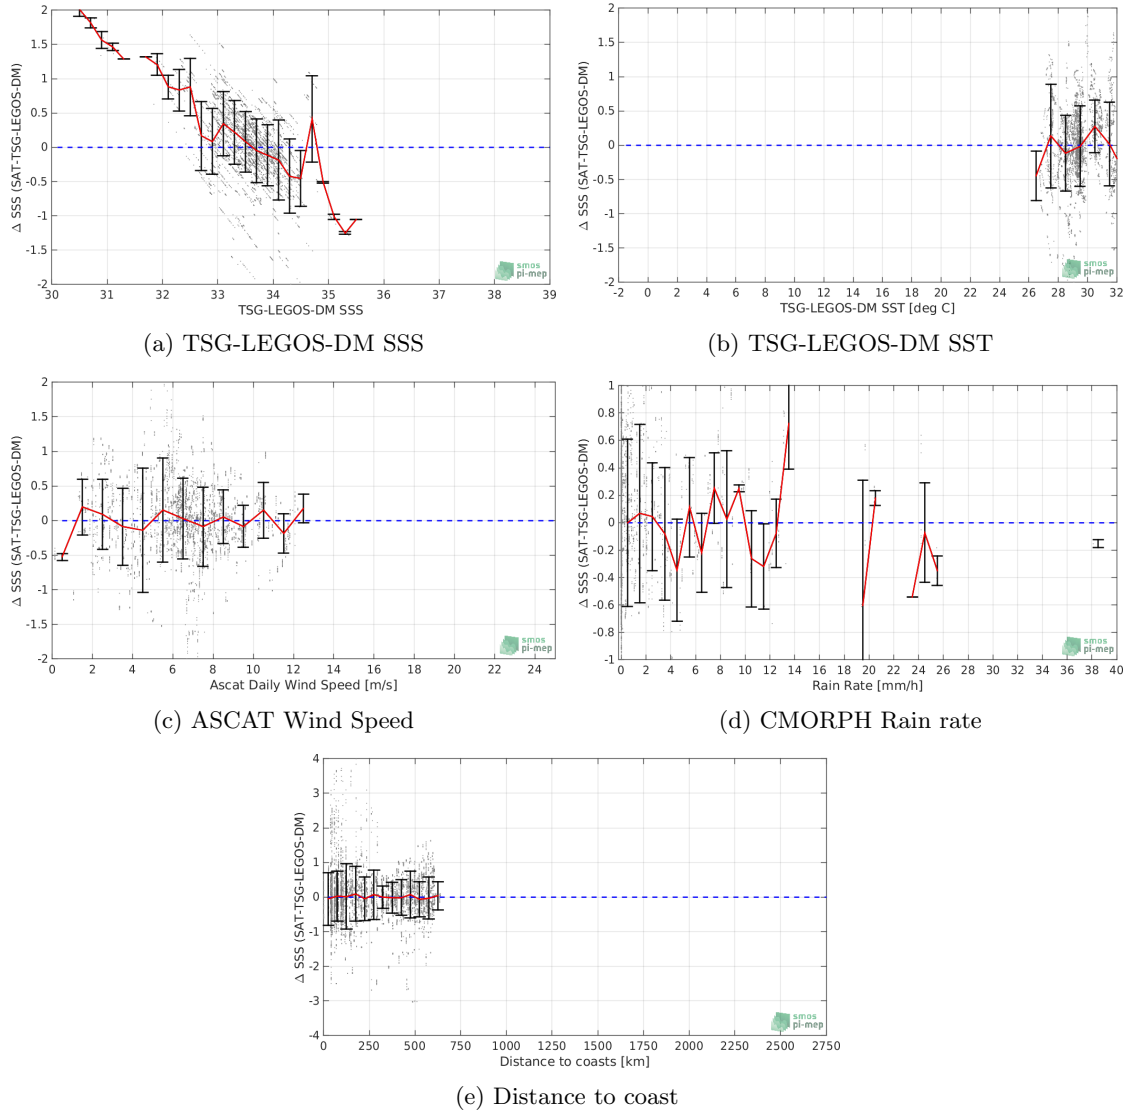 2
1.5
1
0.5
0
-0.5
-1
-1.5
-2
Δ SSS (SAT-TSG-LEGOS-DM)
30 31 32 33 34 35 36 37 38 39
TSG-LEGOS-DM SSS
smos
pi-mep
(a) TSG-LEGOS-DM SSS
2
1.5
1
0.5
0
-0.5
-1
-1.5
-2
Δ SSS (SAT-TSG-LEGOS-DM)
-2 0 2 4 6 8 10 12 14 16 18 20 22 24 26 28 30 32
TSG-LEGOS-DM SST [deg C]
smos
pi-mep
(b) TSG-LEGOS-DM SST
2
1.5
1
0.5
0
-0.5
-1
-1.5
-2
Δ SSS (SAT-TSG-LEGOS-DM)
0 2 4 6 8 10 12 14 16 18 20 22 24
Ascat Daily Wind Speed [m/s]
smos
pi-mep
(c) ASCAT Wind Speed
1
0.8
0.6
0.4
0.2
0
-0.2
-0.4
-0.6
-0.8
-1
Δ SSS (SAT-TSG-LEGOS-DM)
0 2 4 6 8 10 12 14 16 18 20 22 24 26 28 30 32 34 36 38 40
Rain Rate [mm/h]
smos
pi-mep
(d) CMORPH Rain rate
4
3
2
1
0
-1
-2
-3
-4
Δ SSS (SAT-TSG-LEGOS-DM)
0 250 500 750 1000 1250 1500 1750 2000 2250 2500 2750
Distance to coasts [km]
smos
pi-mep
(e) Distance to coast